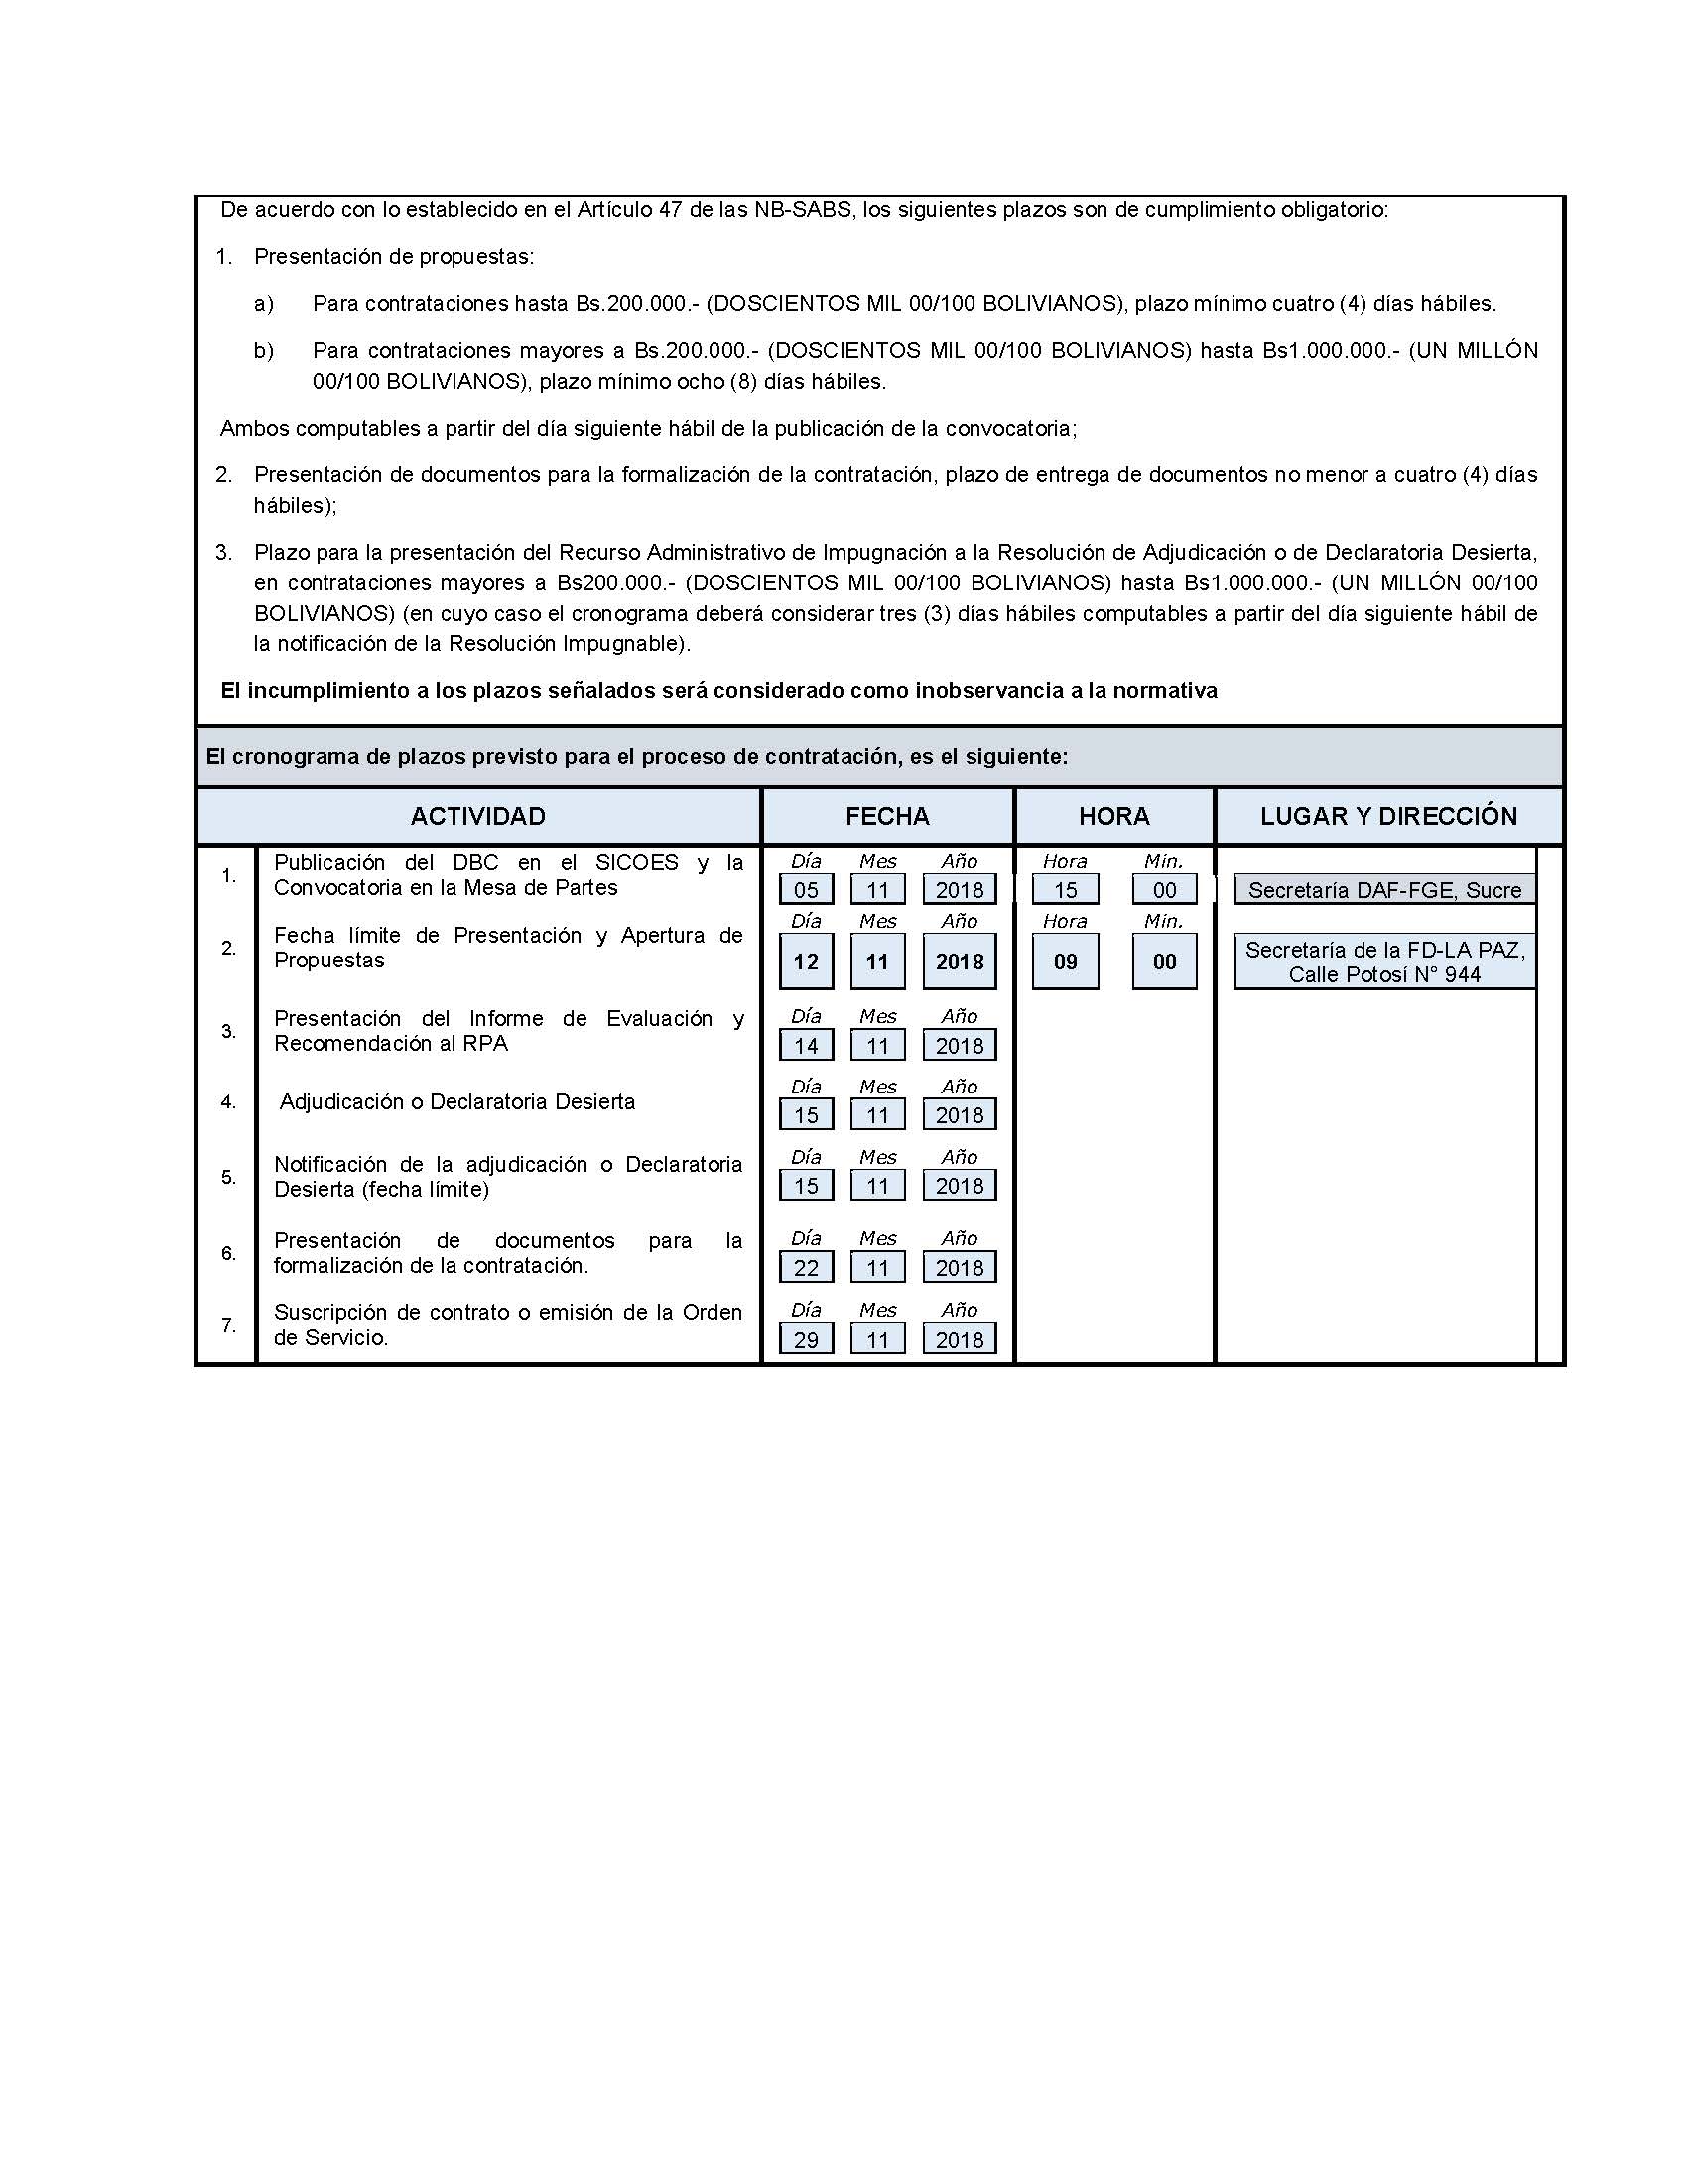 De acuerdo con lo establecido en el Artículo 47 de las NB-SABS, los siguientes plazos son de cumplimiento obligatorio:
1. Presentación de propuestas:
a) Para contrataciones hasta Bs.200.000.- (DOSCIENTOS MIL 00/100 BOLIVIANOS), plazo mínimo cuatro (4) días hábiles.
b) Para contrataciones mayores a Bs.200.000.- (DOSCIENTOS MIL 00/100 BOLIVIANOS) hasta Bs1.000.000.- (UN MILLÓN
00/100 BOLIVIANOS), plazo mínimo ocho (8) días hábiles.
Ambos computables a partir del día siguiente hábil de la publicación de la convocatoria;
2. Presentación de documentos para la formalización de la contratación, plazo de entrega de documentos no menor a cuatro (4) días
hábiles);
3. Plazo para la presentación del Recurso Administrativo de Impugnación a la Resolución de Adjudicación o de Declaratoria Desierta,
en contrataciones mayores a Bs200.000.- (DOSCIENTOS MIL 00/100 BOLIVIANOS) hasta Bs1.000.000.- (UN MILLÓN 00/100
BOLIVIANOS) (en cuyo caso el cronograma deberá considerar tres (3) días hábiles computables a partir del día siguiente hábil de
la notificación de la Resolución Impugnable).
El incumplimiento a los plazos señalados será considerado como inobservancia a la normativa
El cronograma de plazos previsto para el proceso de contratación, es el siguiente:
ACTIVIDAD FECHA HORA LUGAR Y DIRECCIÓN
1. Publicación del DBC en el SICOES y la
Convocatoria en la Mesa de Partes
Día Mes Año Hora Min.
05 11 2018 15 00 Secretaría DAF-FGE, Sucre
2. Fecha límite de Presentación y Apertura de
Propuestas
Día Mes Año Hora Min.
12 11 2018 09 00 Secretaría de la FD-LA PAZ,
Calle Potosí N° 944
3. Presentación del Informe de Evaluación y
Recomendación al RPA
Día Mes Año
14 11 2018
4. Adjudicación o Declaratoria Desierta
Día Mes Año
15 11 2018
5. Notificación de la adjudicación o Declaratoria
Desierta (fecha límite)
Día Mes Año
15 11 2018
6. Presentación de documentos para la
formalización de la contratación.
Día Mes Año
22 11 2018
7. Suscripción de contrato o emisión de la Orden
de Servicio.
Día Mes Año
29 11 2018